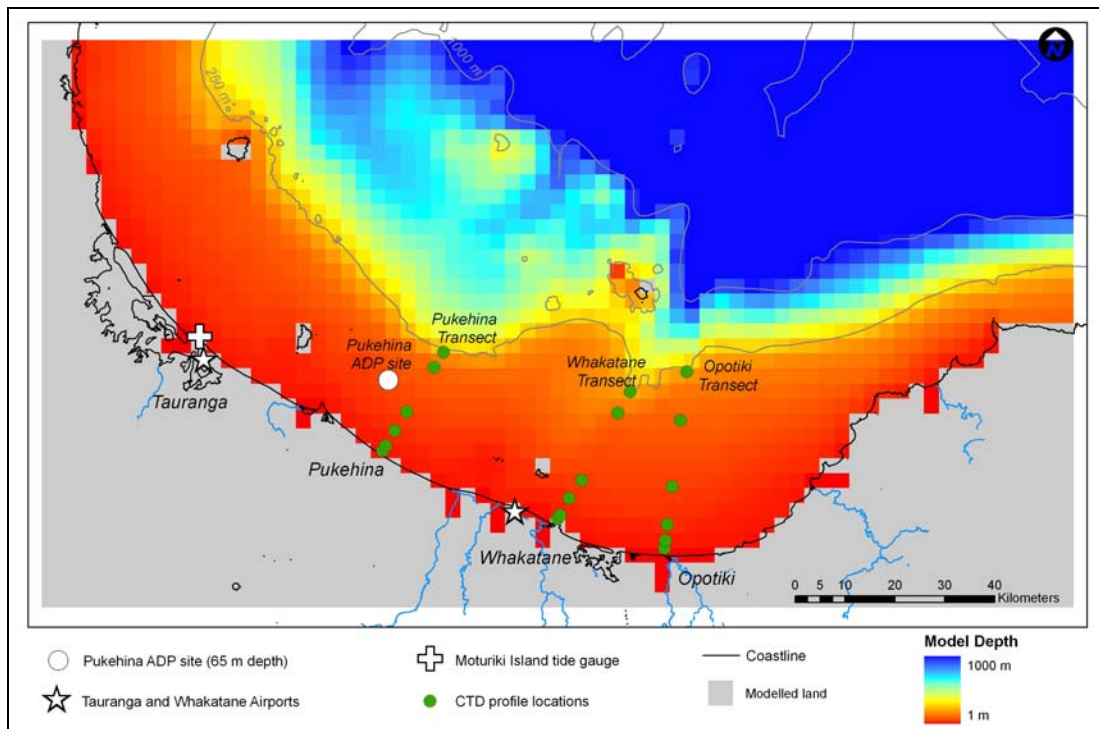 N
1000 m
250 m
Pukehina
Transect
Pukehina
ADP site
Whakatane
Transect
Opotiki
Transect
Tauranga
Pukehina
Whakatane
Opotiki
0 5 10 20 30 40
Kilometers
Pukehina ADP site (65 m depth)
Moturiki Island tide gauge
Coastline
Tauranga and Whakatane Airports
CTD profile locations
Modelled land
Model Depth
1000 m
1 m